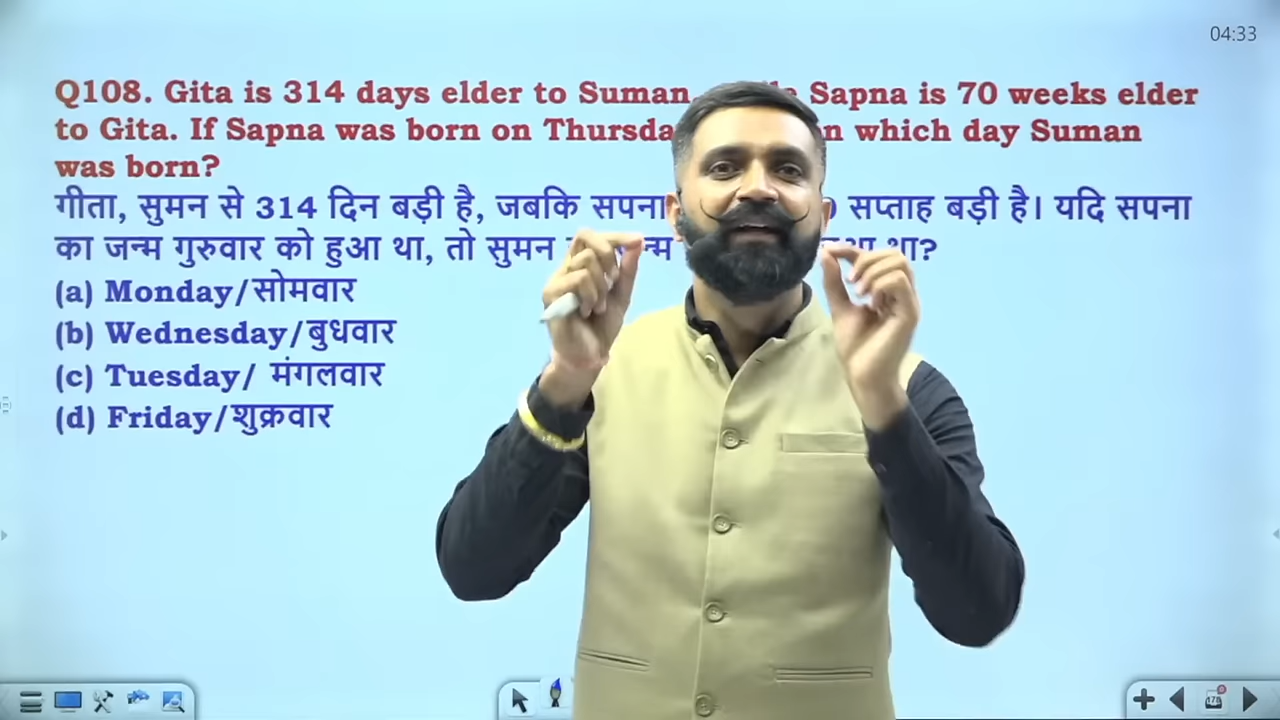 04:33
Q108. Gita is 314 days elder to Suman Sapna is 70 weeks elder
to Gita. If Sapna was born on Thursda which day Suman
was born?
गीता, सुमन से 314 दिन बड़ी है, जबकि सपना सप्ताह बड़ी है। यदि सपना
का जन्म गुरुवार को हुआ था, तो सुमन था?
(a) Monday/सोमवार
(b) Wednesday/बुधवार
(c) Tuesday/ मंगलवार
(d) Friday/शुक्रवार